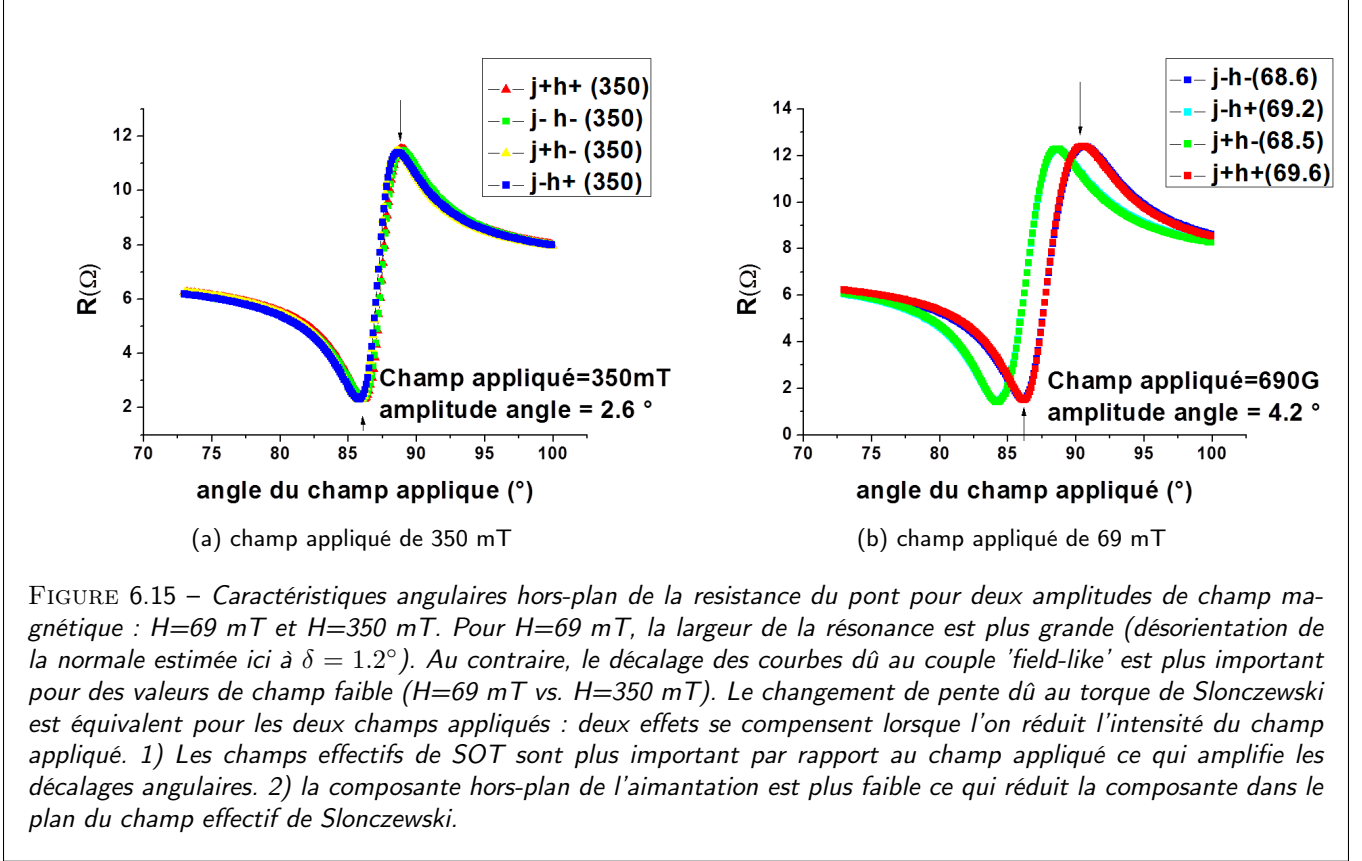 j+h+ (350)
j- h- (350)
j+h- (350)
j-h+ (350)
12
10
8
6
4
2
R(Ω)
Champ appliqué=350mT
amplitude angle = 2.6 °
70 75 80 85 90 95 100
angle du champ applique (°)
(a) champ appliqué de 350 mT
j-h-(68.6)
j-h+(69.2)
j+h-(68.5)
j+h+(69.6)
14
12
10
8
6
4
2
0
R(Ω)
Champ appliqué=690G
amplitude angle = 4.2 °
70 75 80 85 90 95 100
angle du champ appliqué (°)
(b) champ appliqué de 69 mT
FIGURE 6.15 – Caractéristiques angulaires hors-plan de la resistance du pont pour deux amplitudes de champ ma-
gnétique : H=69 mT et H=350 mT. Pour H=69 mT, la largeur de la résonance est plus grande (désorientation de
la normale estimée ici à δ = 1.2°). Au contraire, le décalage des courbes dû au couple 'field-like' est plus important
pour des valeurs de champ faible (H=69 mT vs. H=350 mT). Le changement de pente dû au torque de Slonczewski
est équivalent pour les deux champs appliqués : deux effets se compensent lorsque l'on réduit l'intensité du champ
appliqué. 1) Les champs effectifs de SOT sont plus important par rapport au champ appliqué ce qui amplifie les
décalages angulaires. 2) la composante hors-plan de l'aimantation est plus faible ce qui réduit la composante dans le
plan du champ effectif de Slonczewski.